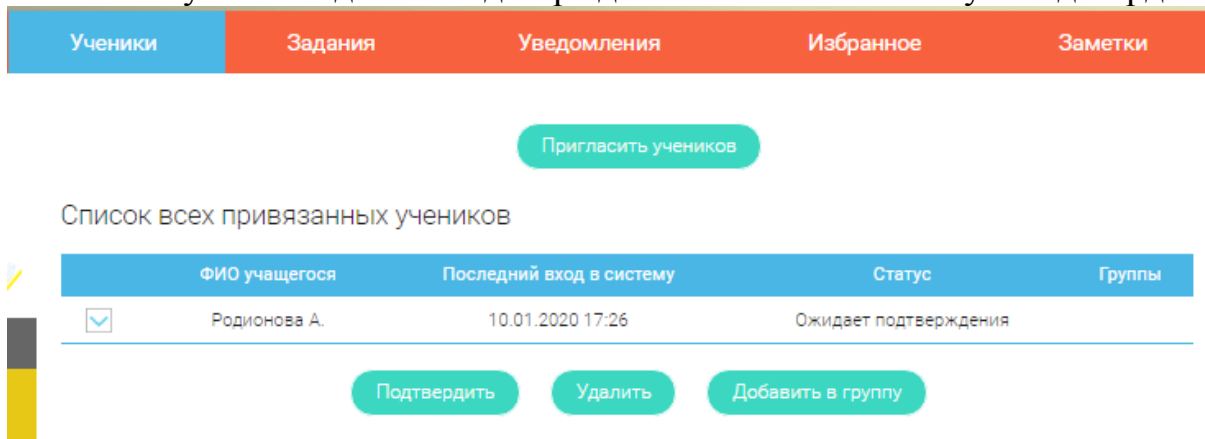 Ученики Задания Уведомления Избранное Заметки
Пригласить учеников
Список всех привязанных учеников
ФИО учащегося Последний вход в систему Статус Группы
Родионова А. 10.01.2020 17:26 Ожидает подтверждения
Подтвердить Удалить Добавить в группу